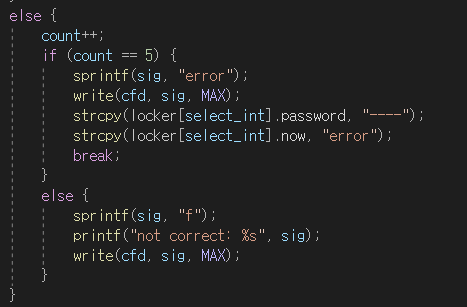 else {
count++;
if (count == 5) {
sprintf(sig, "error");
write(cfd, sig, MAX);
strcpy(locker[select_int].password, "----");
strcpy(locker[select_int].now, "error");
break;
}
else {
sprintf(sig, "f");
printf("not correct: %s", sig);
write(cfd, sig, MAX);
}
}